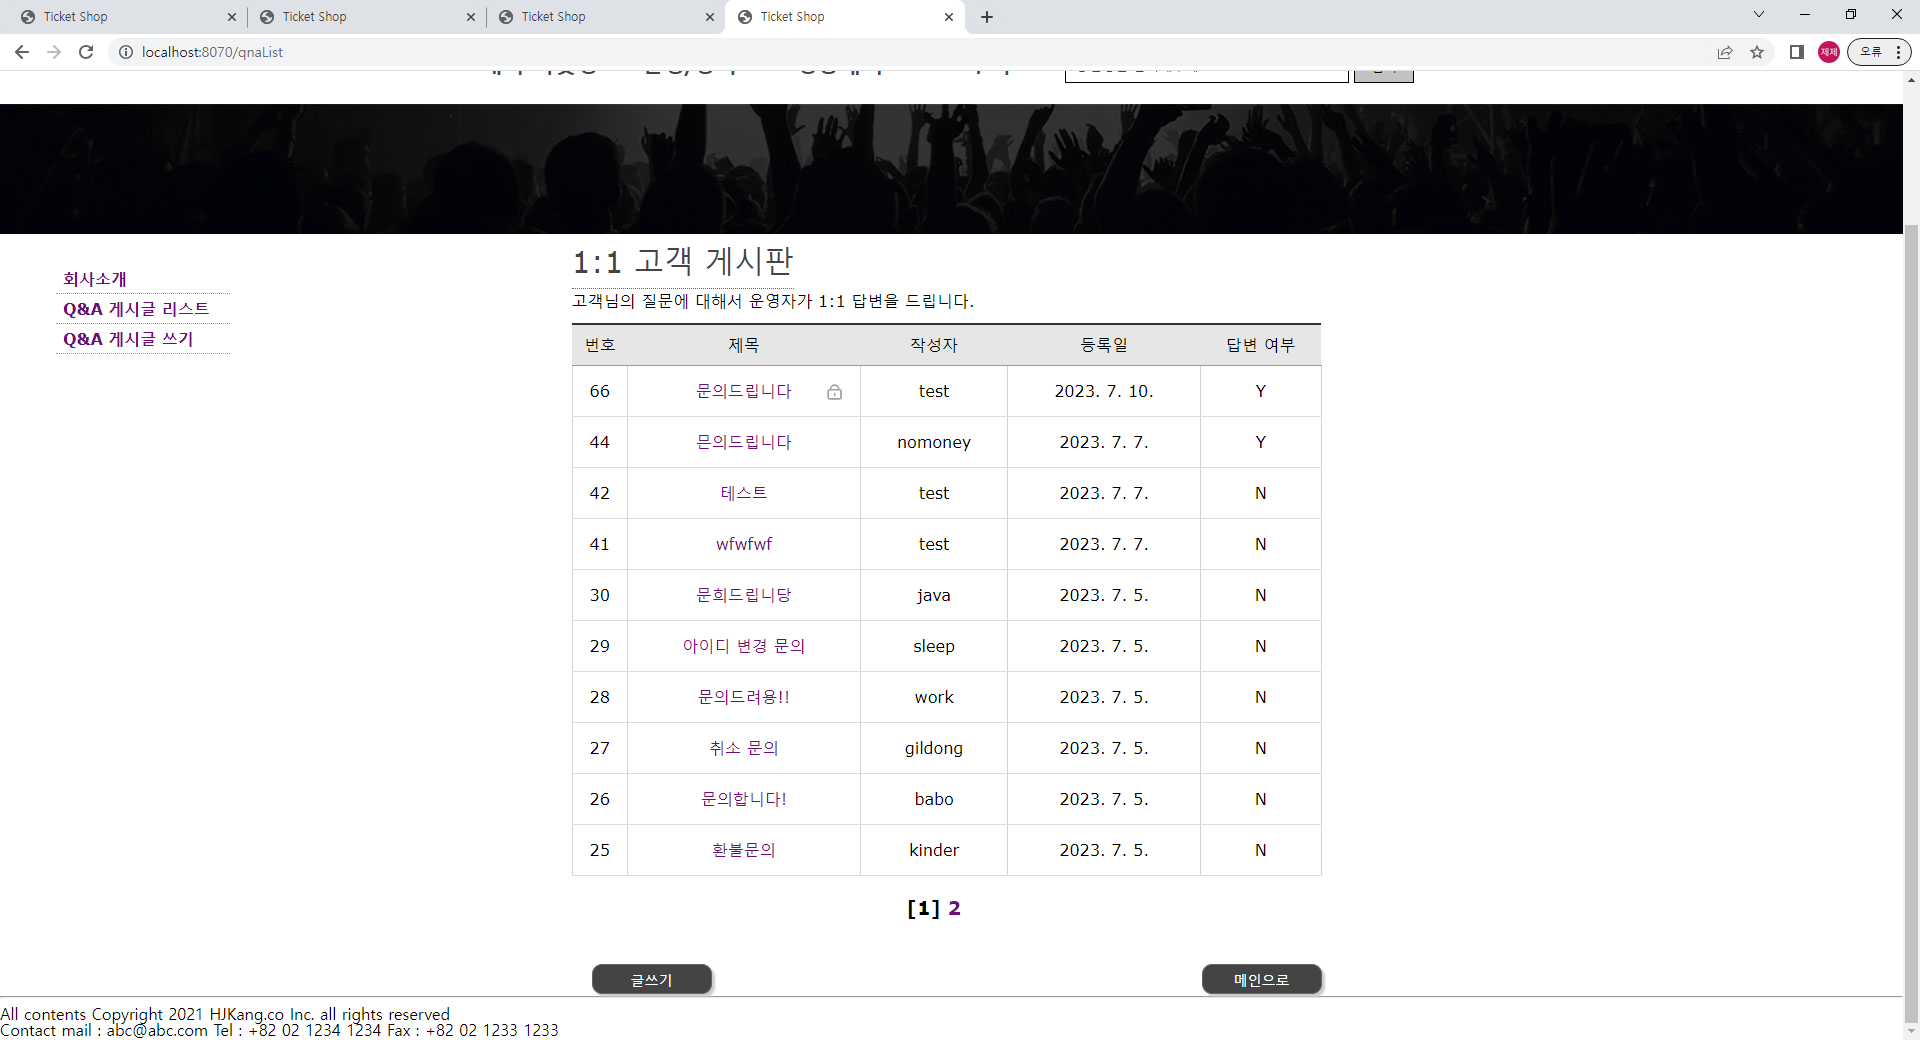 Ticket Shop
Ticket Shop
Ticket Shop
Ticket Shop
localhost:8070/qnaList
제제
오류
회사소개
Q&A 게시글 리스트
Q&A 게시글 쓰기
1:1 고객 게시판
고객님의 질문에 대해서 운영자가 1:1 답변을 드립니다.
번호 제목 작성자 등록일 답변 여부
66 문의드립니다 test 2023. 7. 10. Y
44 문의드립니다 nomoney 2023. 7. 7. Y
42 테스트 test 2023. 7. 7. N
41 wfwfwf test 2023. 7. 7. N
30 문희드립니당 java 2023. 7. 5. N
29 아이디 변경 문의 sleep 2023. 7. 5. N
28 문의드려용!! work 2023. 7. 5. N
27 취소 문의 gildong 2023. 7. 5. N
26 문의합니다! babo 2023. 7. 5. N
25 환불문의 kinder 2023. 7. 5. N
[1] 2
글쓰기 메인으로
All contents Copyright 2021 HJKang.co Inc. all rights reserved
Contact mail : abc@abc.com Tel : +82 02 1234 1234 Fax : +82 02 1233 1233